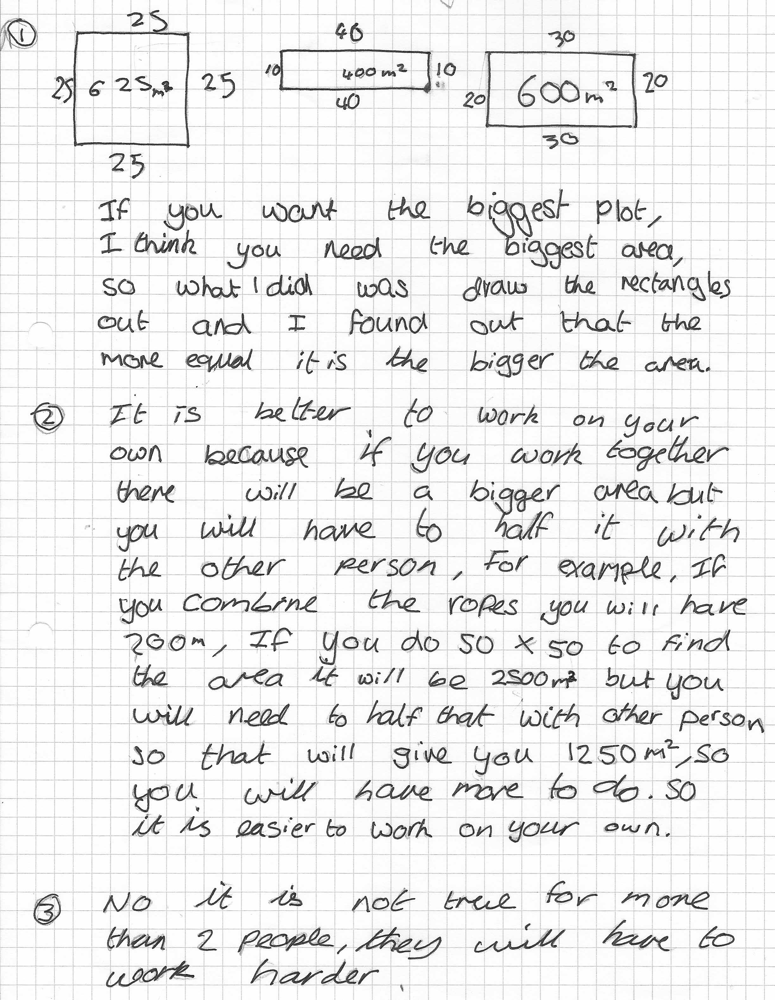 ①
25
25 625m² 25
25
40
10 400m² 10
40
30
20 600m² 20
30
If you want the biggest plot,
I think you need the biggest area,
so what I did was draw the rectangles
out and I found out that the
more equal it is the bigger the area.
② It is better to work on your
own because if you work together
there will be a bigger area but
you will have to half it with
the other person, For example, If
you combine the ropes you will have
200m, If you do 50 x 50 to find
the area it will be 2500m² but you
will need to half that with other person
so that will give you 1250m², so
you will have more to do. so
it is easier to work on your own.
③ No it is not true for more
than 2 people, they will have to
work harder.